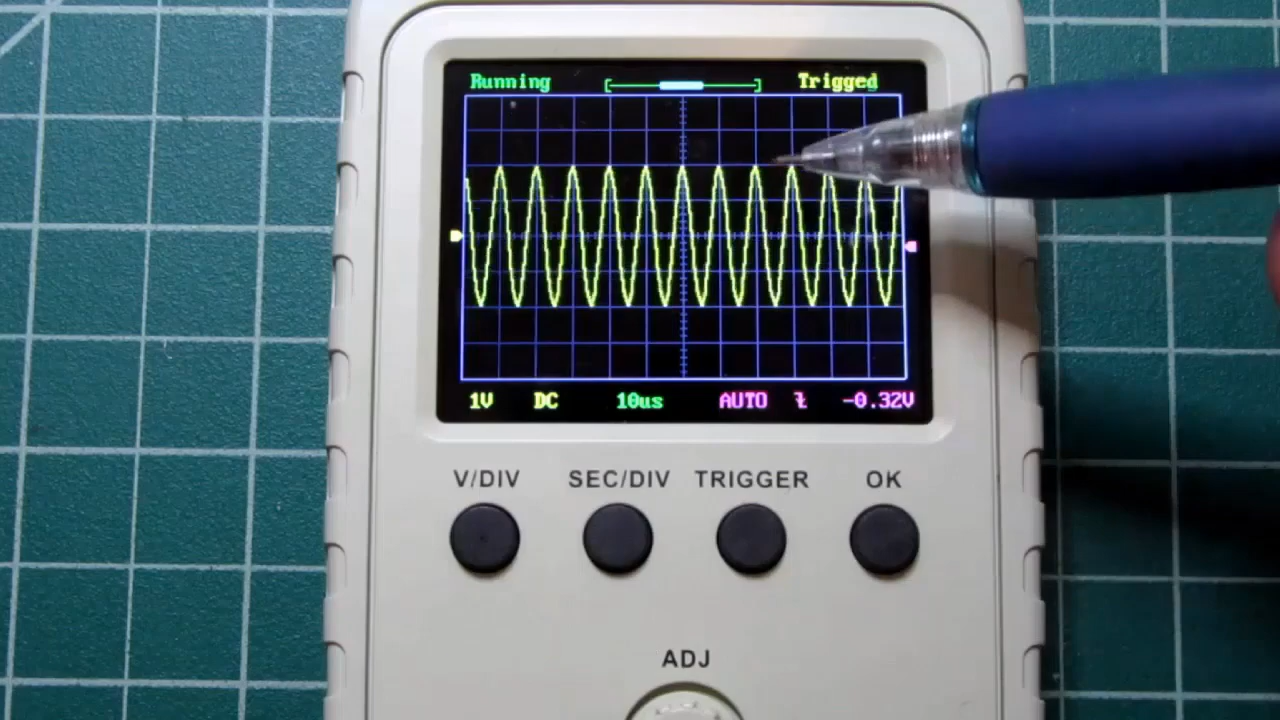 Running Trigged
1V DC 10us AUTO -0.32V
V/DIV SEC/DIV TRIGGER OK
ADJ